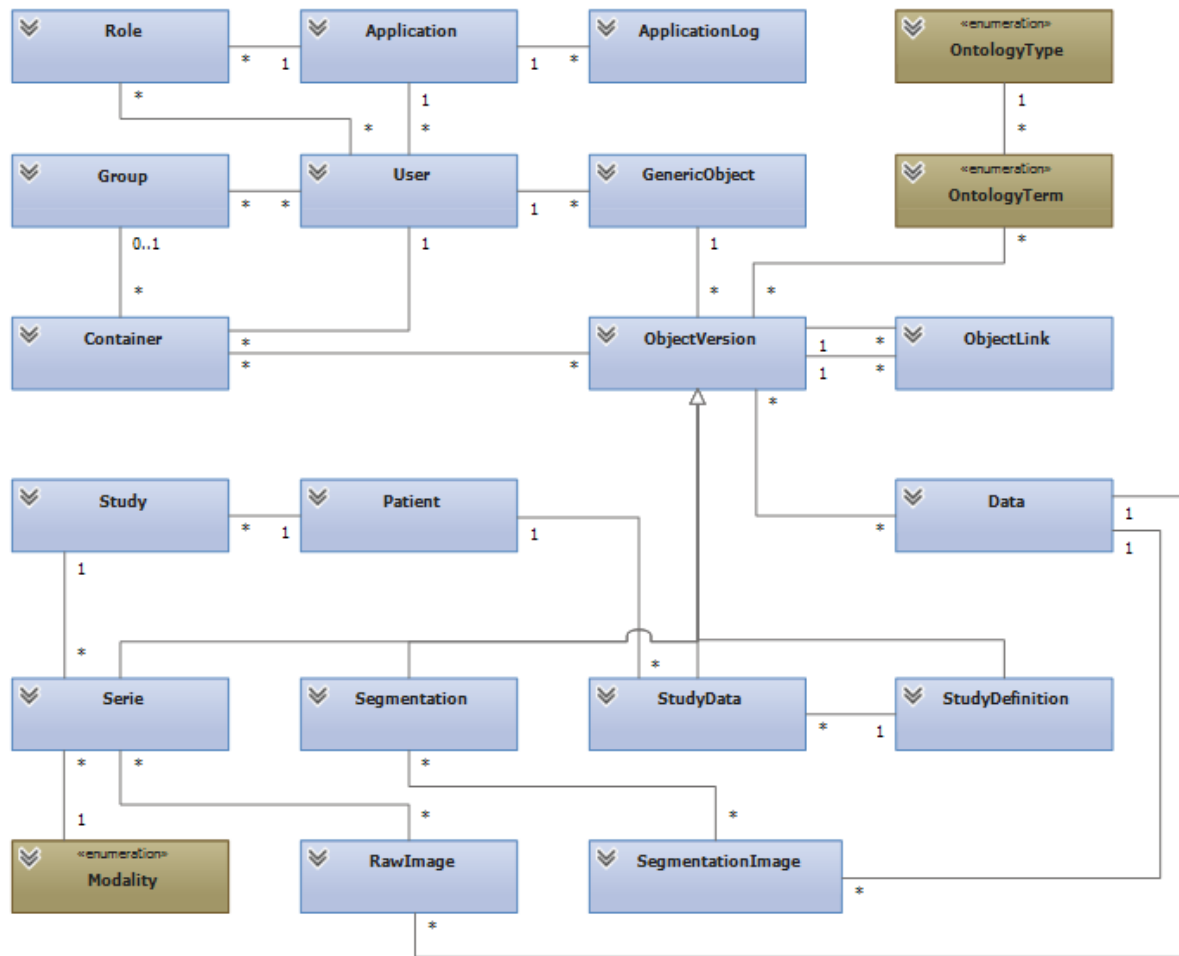 Role
Application
ApplicationLog
«enumeration»
OntologyType
* 1 1 *
* 1 1
* * *
Group
User
GenericObject
«enumeration»
OntologyTerm
* * 1 *
0..1 1 1 *
* * *
Container
ObjectVersion
ObjectLink
* 1 *
* * 1 *
*
Study
Patient
Data
* 1 1 * 1
1 1
* *
Serie
Segmentation
StudyData
StudyDefinition
* 1
* * *
1 * *
«enumeration»
Modality
RawImage
SegmentationImage
*
*